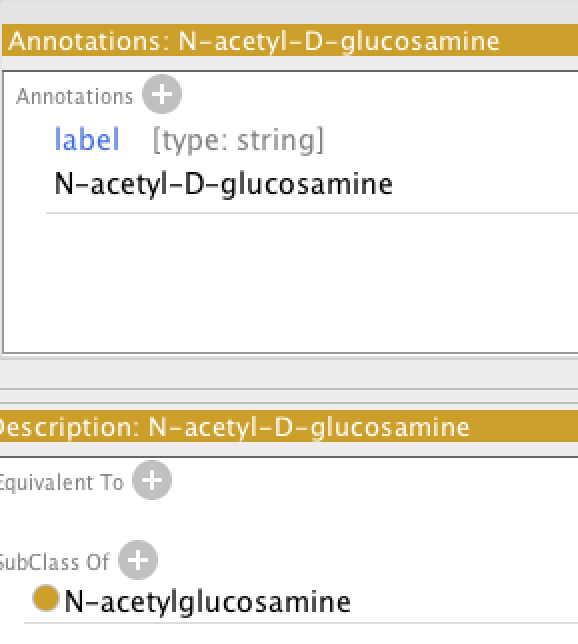 Annotations: N-acetyl-D-glucosamine
Annotations
label [type: string]
N-acetyl-D-glucosamine
Description: N-acetyl-D-glucosamine
Equivalent To
SubClass Of
N-acetylglucosamine